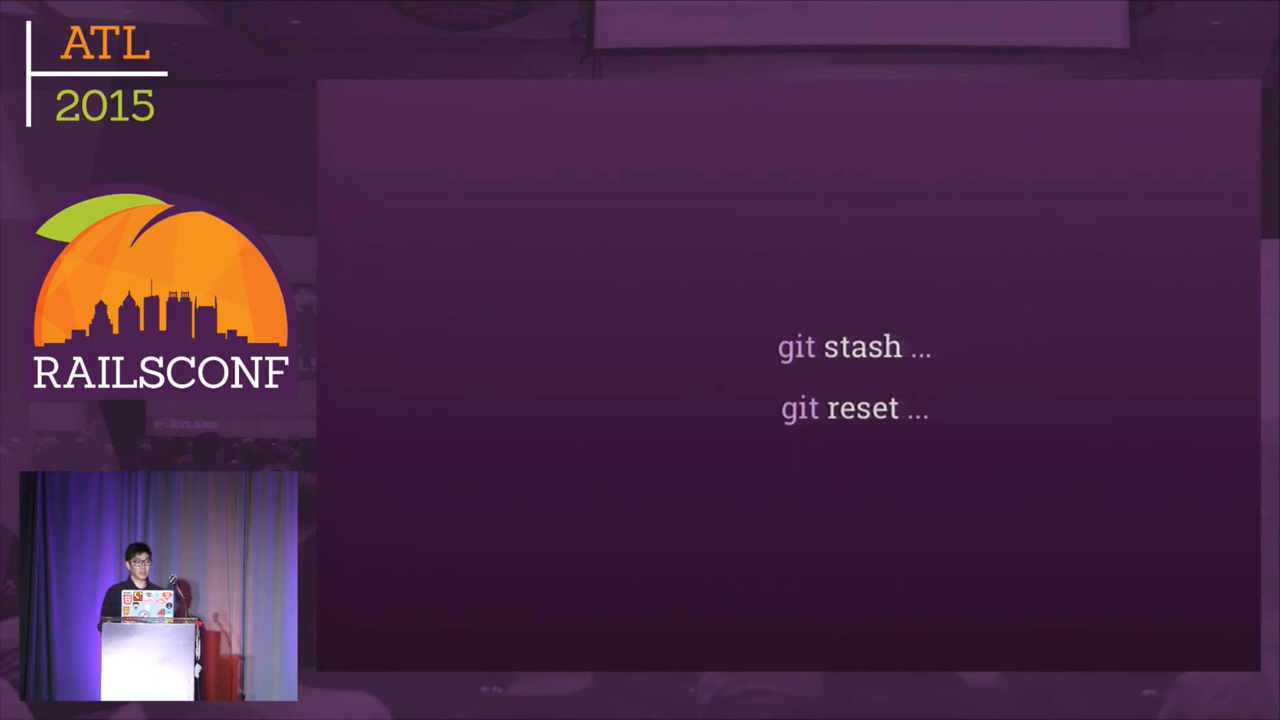 ATL
2015
RAILSCONF
git stash ...
git reset ...